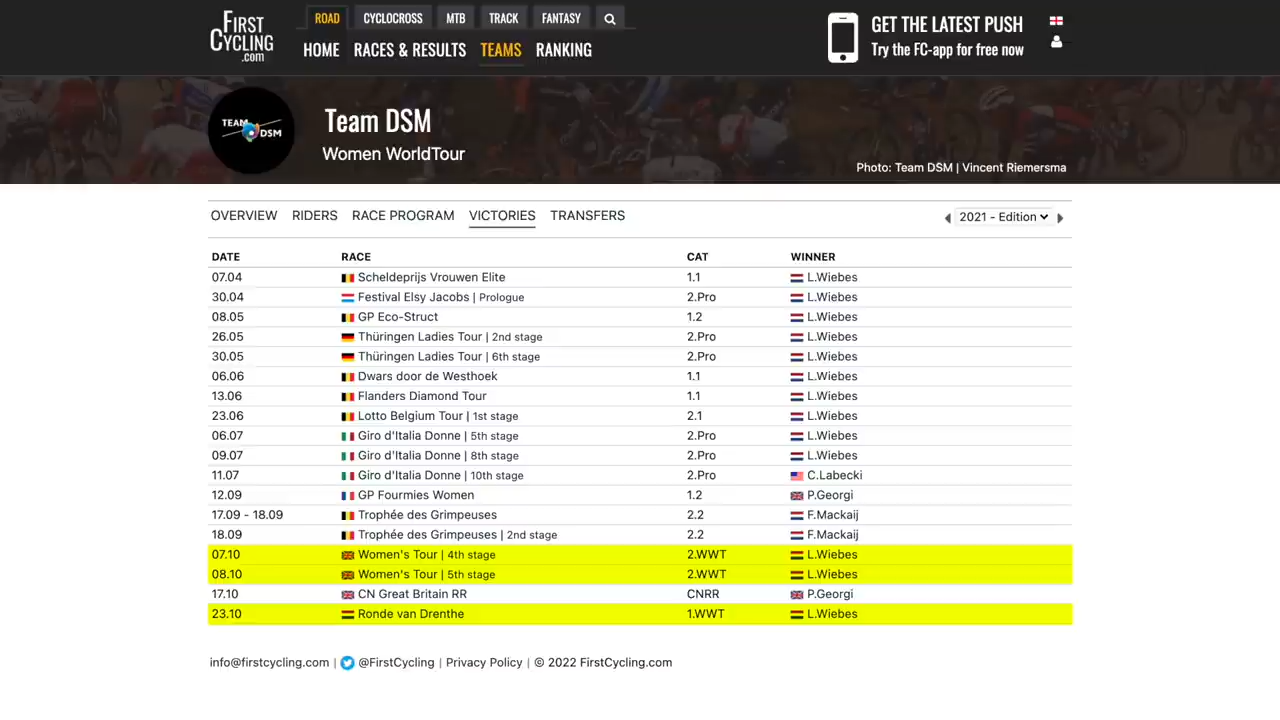 FIRST CYCLING .com
ROAD CYCLOCROSS MTB TRACK FANTASY
HOME RACES & RESULTS TEAMS RANKING
GET THE LATEST PUSH
Try the FC-app for free now
TEAM DSM
Team DSM
Women WorldTour
Photo: Team DSM | Vincent Riemersma
OVERVIEW RIDERS RACE PROGRAM VICTORIES TRANSFERS 2021 - Edition
DATE RACE CAT WINNER
07.04 Scheldeprijs Vrouwen Elite 1.1 L.Wiebes
30.04 Festival Elsy Jacobs | Prologue 2.Pro L.Wiebes
08.05 GP Eco-Struct 1.2 L.Wiebes
26.05 Thüringen Ladies Tour | 2nd stage 2.Pro L.Wiebes
30.05 Thüringen Ladies Tour | 6th stage 2.Pro L.Wiebes
06.06 Dwars door de Westhoek 1.1 L.Wiebes
13.06 Flanders Diamond Tour 1.1 L.Wiebes
23.06 Lotto Belgium Tour | 1st stage 2.1 L.Wiebes
06.07 Giro d'Italia Donne | 5th stage 2.Pro L.Wiebes
09.07 Giro d'Italia Donne | 8th stage 2.Pro L.Wiebes
11.07 Giro d'Italia Donne | 10th stage 2.Pro C.Labecki
12.09 GP Fourmies Women 1.2 P.Georgi
17.09 - 18.09 Trophée des Grimpeuses 2.2 F.Mackaij
18.09 Trophée des Grimpeuses | 2nd stage 2.2 F.Mackaij
07.10 Women's Tour | 4th stage 2.WWT L.Wiebes
08.10 Women's Tour | 5th stage 2.WWT L.Wiebes
17.10 CN Great Britain RR CNRR P.Georgi
23.10 Ronde van Drenthe 1.WWT L.Wiebes
info@firstcycling.com | @FirstCycling | Privacy Policy | © 2022 FirstCycling.com